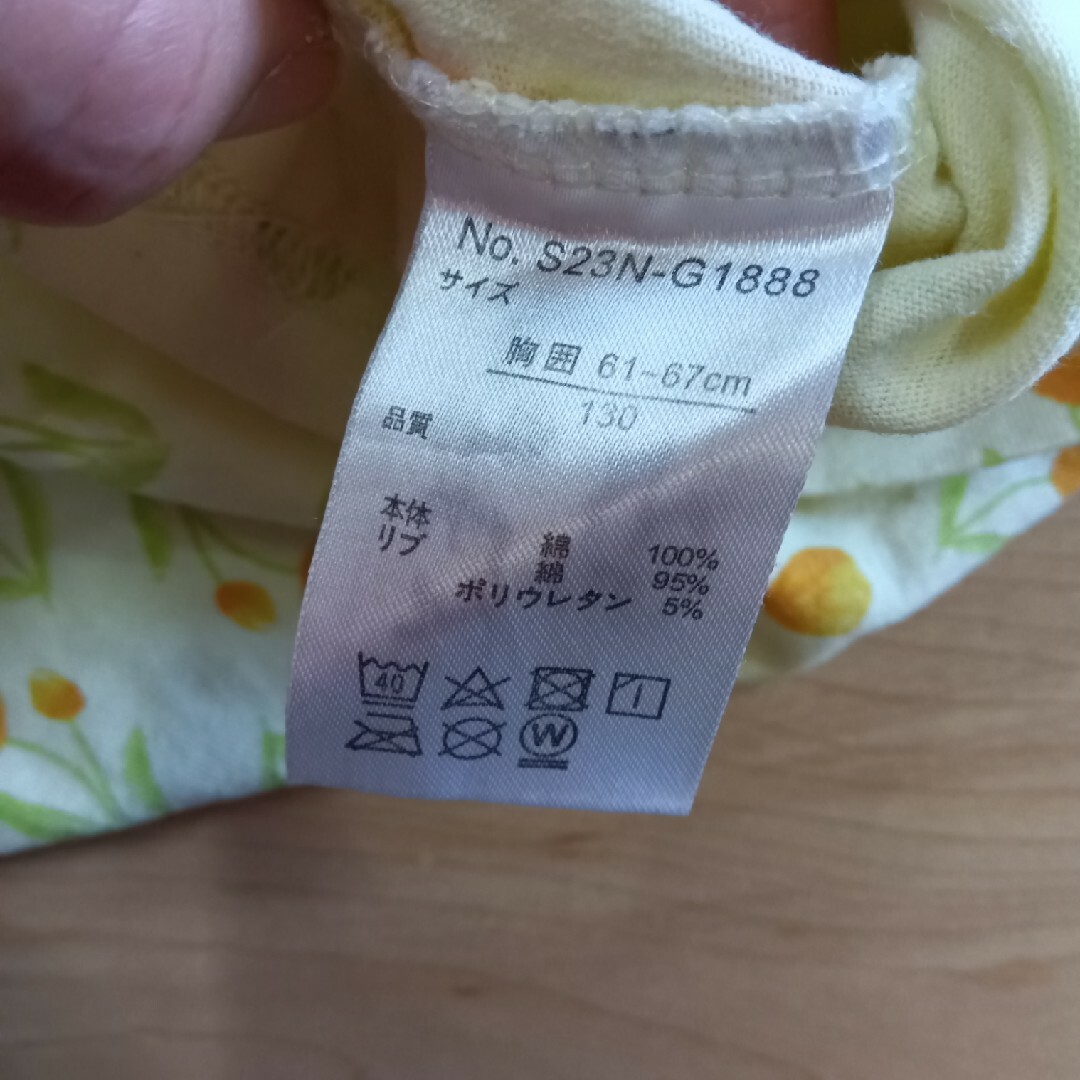 No. S23N-G1888
サイズ
胸囲 61~67cm
130
品質
本体 綿 100%
リブ 綿 95%
ポリウレタン 5%
40
W